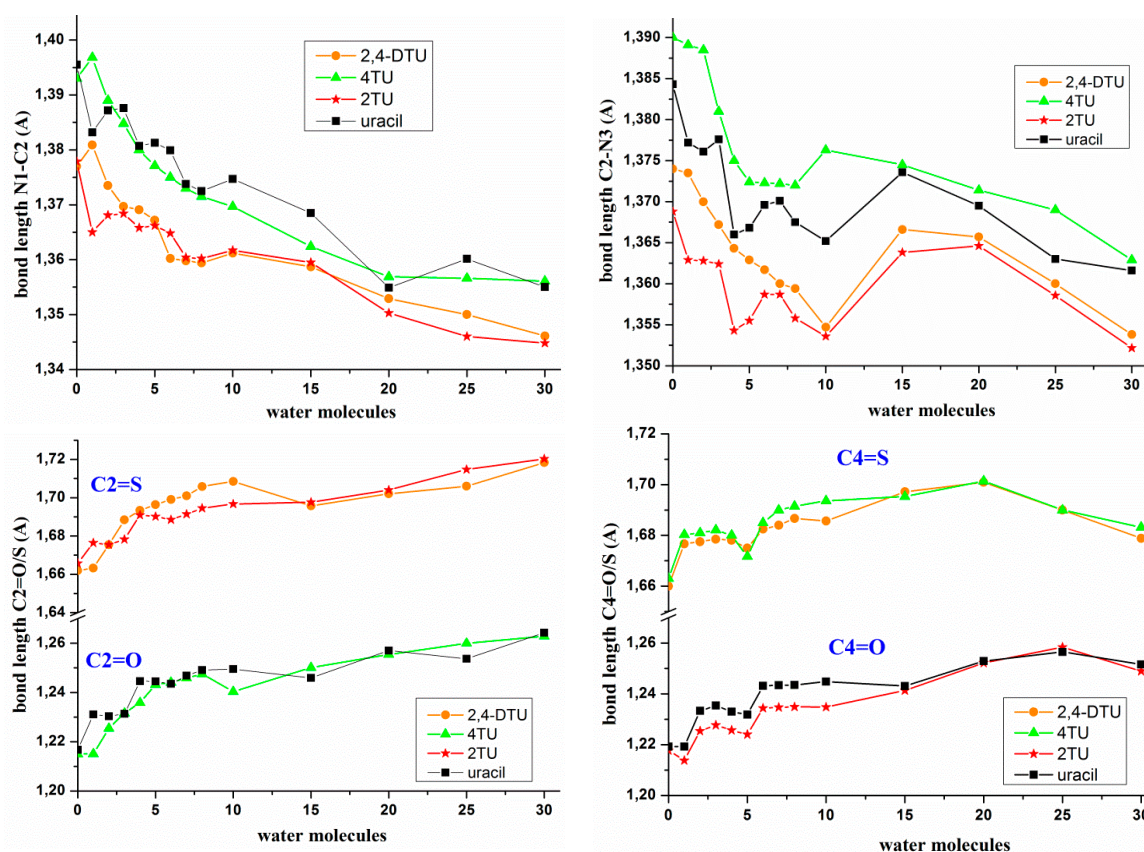 bond length N1-C2 (A)
1,40
1,39
1,38
1,37
1,36
1,35
1,34
2,4-DTU
4TU
2TU
uracil
0 5 10 15 20 25 30
water molecules
bond length C2-N3 (A)
1,390
1,385
1,380
1,375
1,370
1,365
1,360
1,355
1,350
2,4-DTU
4TU
2TU
uracil
0 5 10 15 20 25 30
water molecules
bond length C2=O/S (A)
1,72
1,70
1,68
1,66
1,64
1,26
1,24
1,22
1,20
C2=S
C2=O
2,4-DTU
4TU
2TU
uracil
0 5 10 15 20 25 30
water molecules
bond length C4=O/S (A)
1,72
1,70
1,68
1,66
1,26
1,24
1,22
1,20
C4=S
C4=O
2,4-DTU
4TU
2TU
uracil
0 5 10 15 20 25 30
water molecules